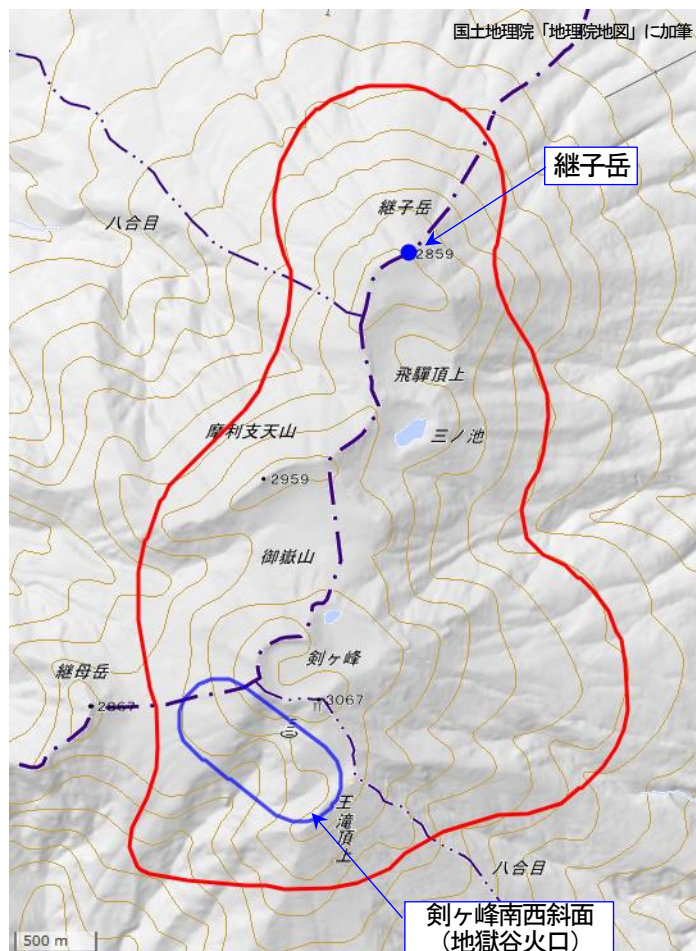 国土地理院「地理院地図」に加筆
継子岳
継子岳
八合目
2859
飛驒頂上
摩利支天山
三ノ池
2959
御嶽山
剣ヶ峰
継母岳
2867
3067
王滝頂上
八合目
剣ヶ峰南西斜面
（地獄谷火口）
500 m